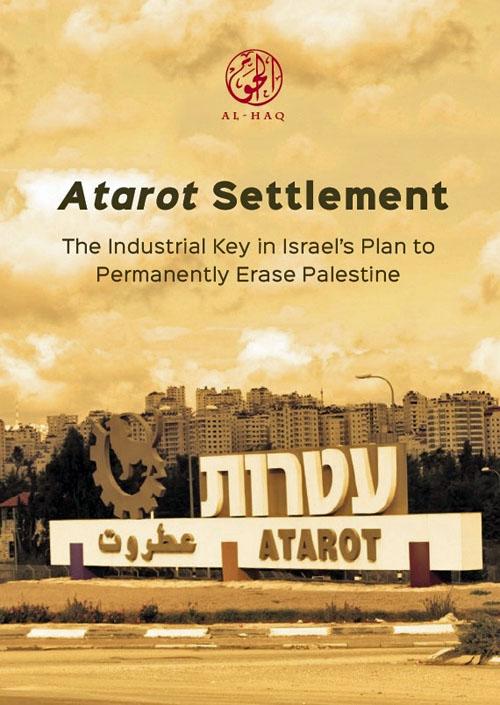 الحق
AL-HAQ
Atarot Settlement
The Industrial Key in Israel's Plan to
Permanently Erase Palestine
עטרות
عطروت ATAROT